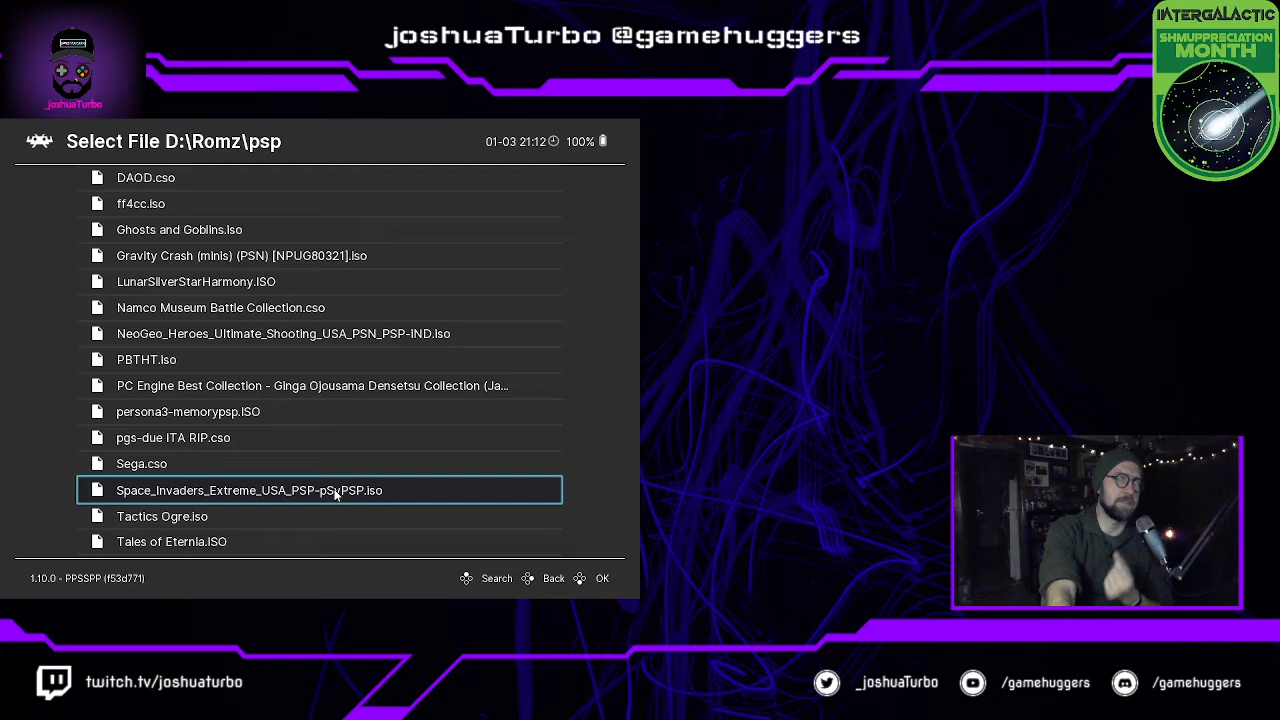 joshuaTurbo @gamehuggers
INTERGALACTIC
SHMUPPRECIATION
MONTH
_joshuaTurbo
Select File D:\Romz\psp
01-03 21:12 100%
DAOD.cso
ff4cc.iso
Ghosts and Goblins.iso
Gravity Crash (minis) (PSN) [NPUG80321].iso
LunarSilverStarHarmony.ISO
Namco Museum Battle Collection.cso
NeoGeo_Heroes_Ultimate_Shooting_USA_PSN_PSP-iND.iso
PBTHT.iso
PC Engine Best Collection - Ginga Ojousama Densetsu Collection (Ja...
persona3-memorypsp.ISO
pgs-due ITA RIP.cso
Sega.cso
Space_Invaders_Extreme_USA_PSP-pSyPSP.iso
Tactics Ogre.iso
Tales of Eternia.ISO
1.10.0 - PPSSPP (f53d771)
Search Back OK
twitch.tv/joshuaturbo
_joshuaTurbo /gamehuggers /gamehuggers